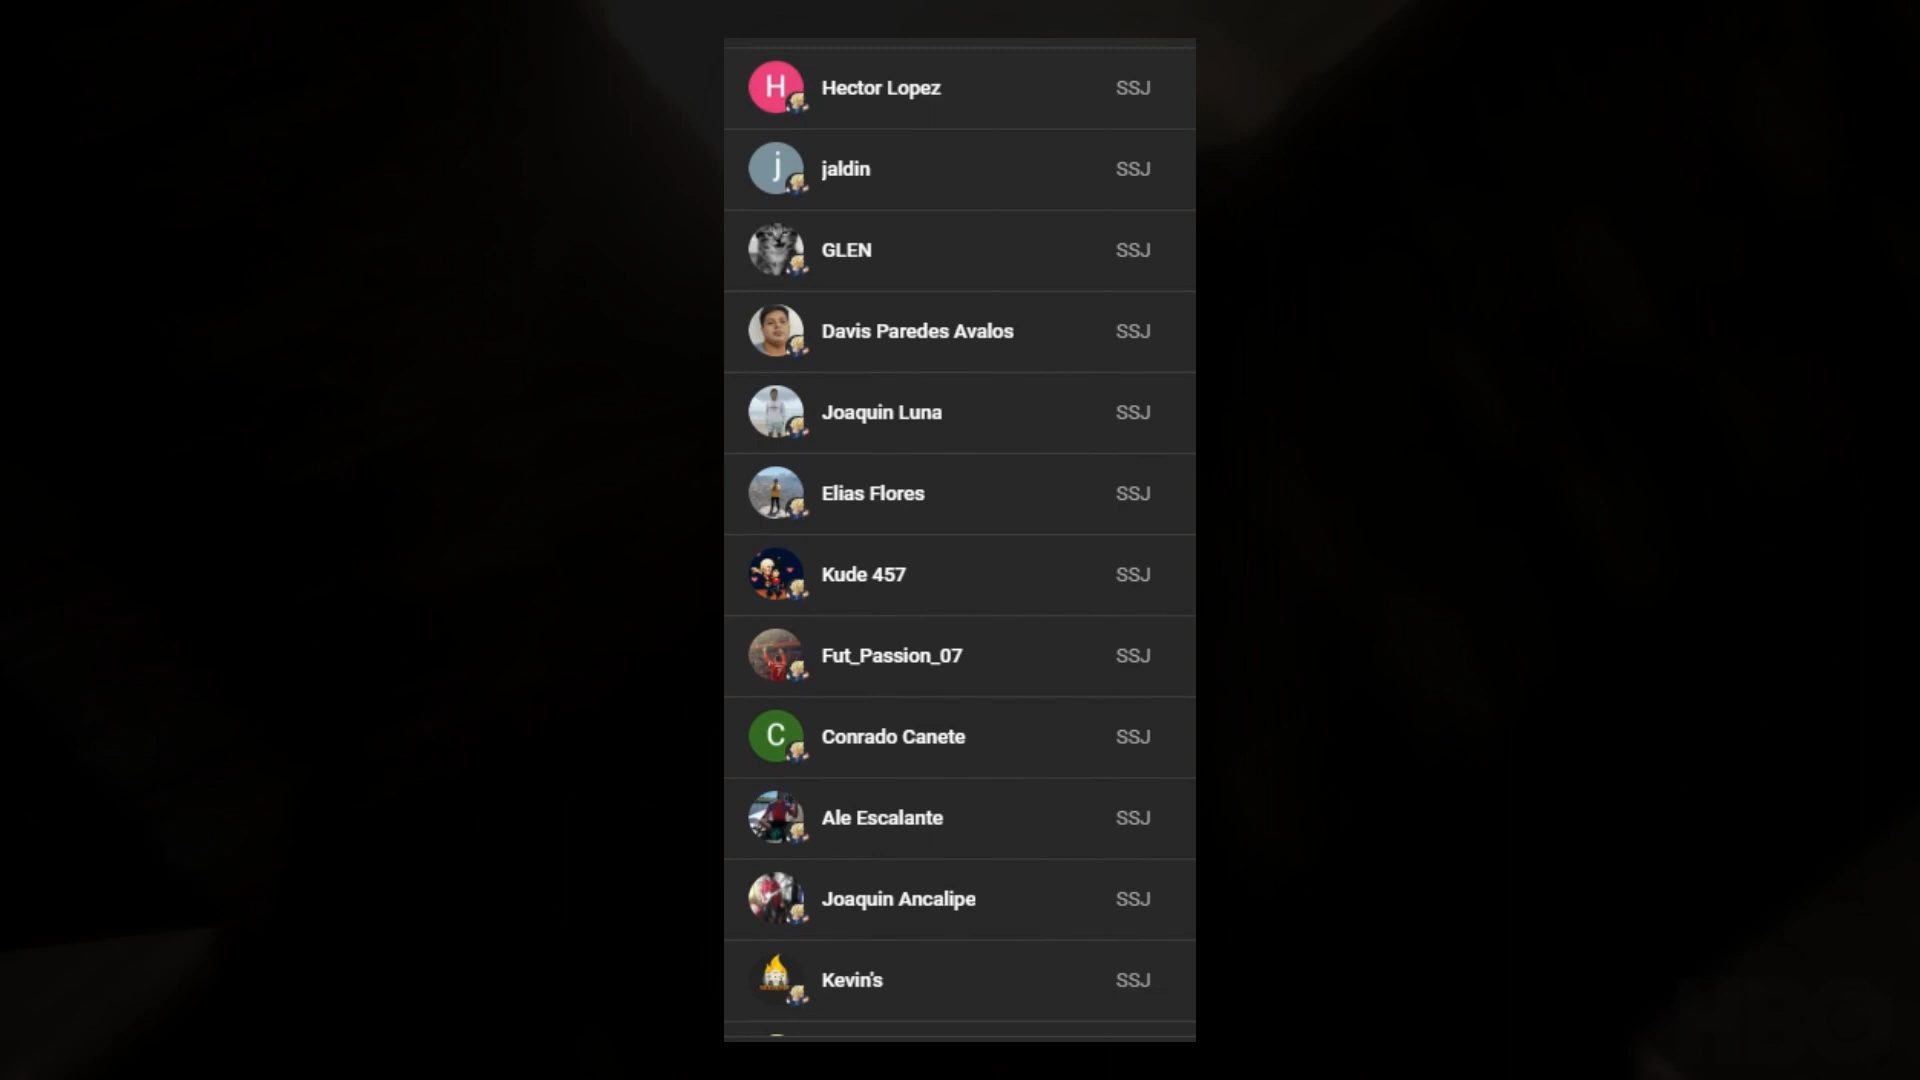 H Hector Lopez SSJ
j jaldin SSJ
GLEN SSJ
Davis Paredes Avalos SSJ
Joaquin Luna SSJ
Elias Flores SSJ
Kude 457 SSJ
Fut_Passion_07 SSJ
C Conrado Canete SSJ
Ale Escalante SSJ
Joaquin Ancalipe SSJ
Kevin's SSJ
HBO